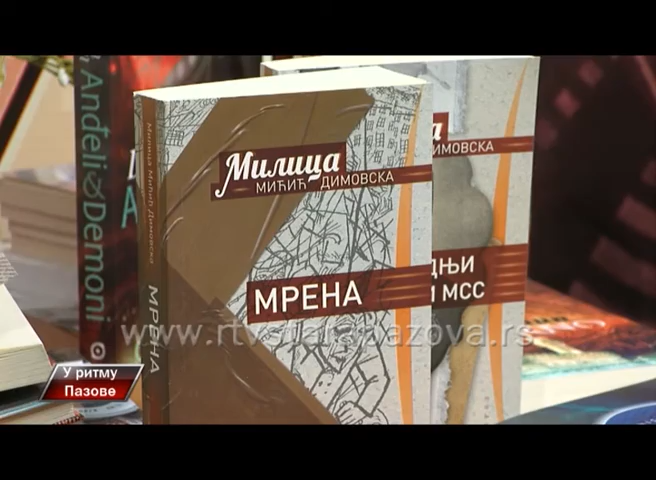 Anđeli & Demoni
Милица Мићић Димовска
МРЕНА
Милица
МИЋИЋ ДИМОВСКА
МРЕНА
ДИМОВСКА
МСС
www.rtvstarapazova.rs
У ритму
Пазове